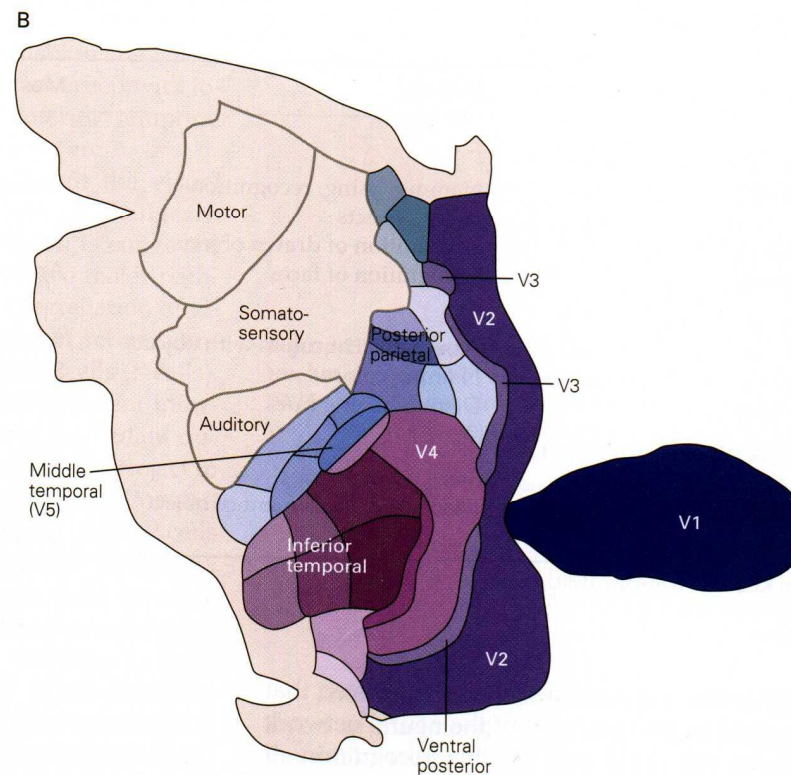 B
Motor
V3
Somato-
sensory
V2
Posterior
parietal
V3
Auditory
V4
Middle
temporal
(V5)
V1
Inferior
temporal
V2
Ventral
posterior